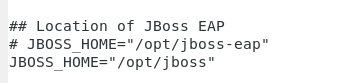 ## Location of JBoss EAP
# JBOSS_HOME="/opt/jboss-eap"
JBOSS_HOME="/opt/jboss"